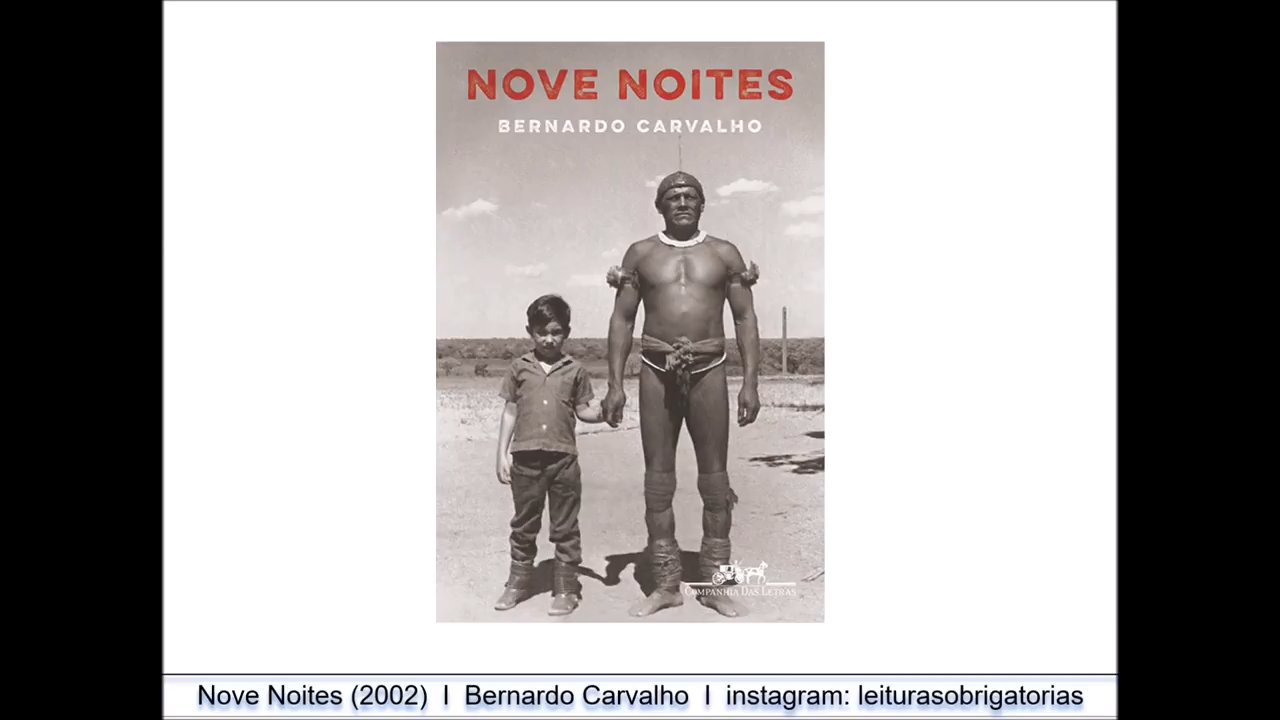 NOVE NOITES
BERNARDO CARVALHO
COMPANHIA DAS LETRAS
Nove Noites (2002) I Bernardo Carvalho I instagram: leiturasobrigatorias